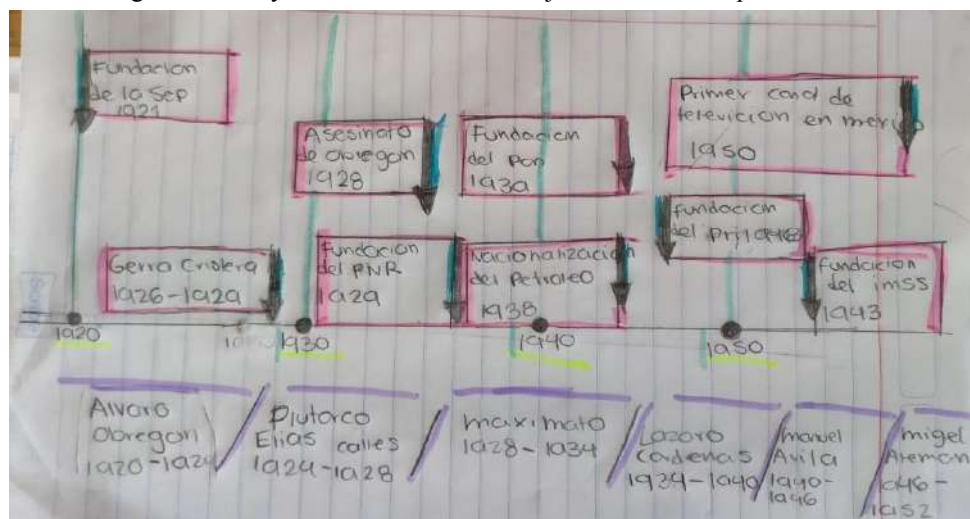 Fundacion
de la Sep
1921
Asesinato
de obregon
1928
Fundacion
del Pan
1939
Primer canal de
televicion en mexico
1950
Fundacion
del Pri
Gerra Cristera
1926-1929
Fundacion
del PNR
1929
Nacionalización
del Petroleo
1938
Fundacion
del imss
1943
1920
1930
1940
1950
Alvaro
Obregon
1920-1924
Plutarco
Elias calles
1924-1928
maximato
1928-1934
Lazaro
Cadenas
1934-1940
manuel
Avila
1940-
1946
migel
Aleman
1946-
1952